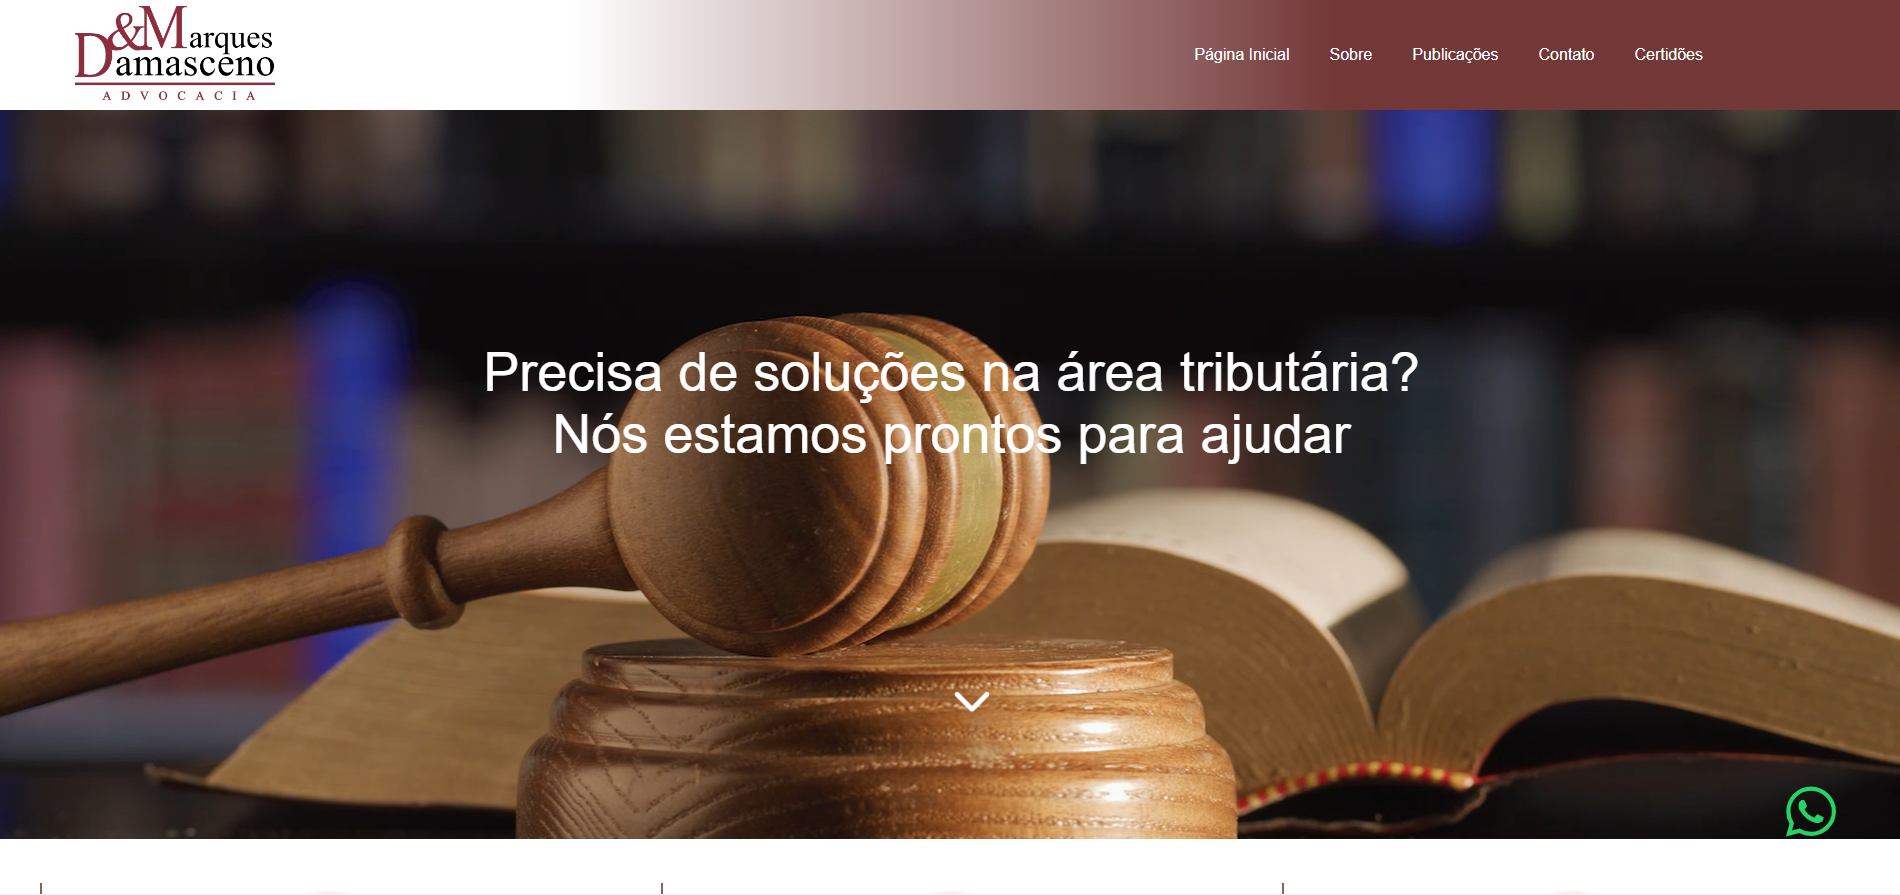 D&Marques
Damasceno
ADVOCACIA
Página Inicial
Sobre
Publicações
Contato
Certidões
Precisa de soluções na área tributária?
Nós estamos prontos para ajudar